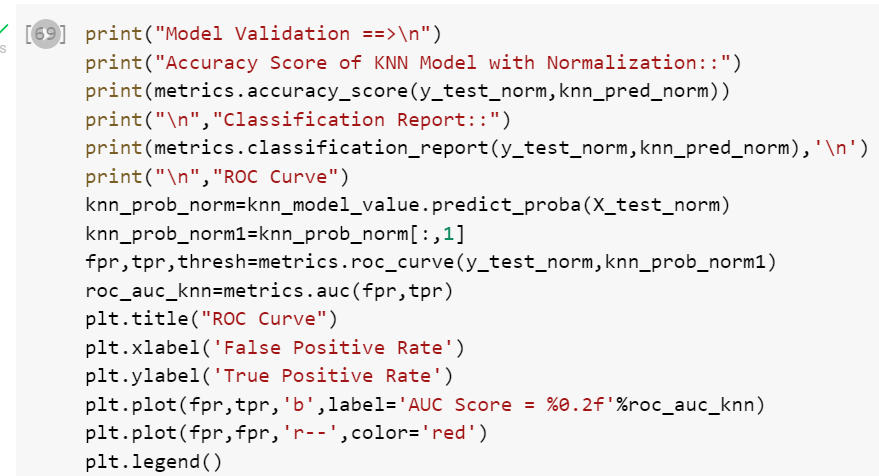 [69] print("Model Validation ==>\n")
print("Accuracy Score of KNN Model with Normalization::")
print(metrics.accuracy_score(y_test_norm,knn_pred_norm))
print("\n","Classification Report::")
print(metrics.classification_report(y_test_norm,knn_pred_norm),'\n')
print("\n","ROC Curve")
knn_prob_norm=knn_model_value.predict_proba(X_test_norm)
knn_prob_norm1=knn_prob_norm[:,1]
fpr,tpr,thresh=metrics.roc_curve(y_test_norm,knn_prob_norm1)
roc_auc_knn=metrics.auc(fpr,tpr)
plt.title("ROC Curve")
plt.xlabel('False Positive Rate')
plt.ylabel('True Positive Rate')
plt.plot(fpr,tpr,'b',label='AUC Score = %0.2f'%roc_auc_knn)
plt.plot(fpr,fpr,'r--',color='red')
plt.legend()